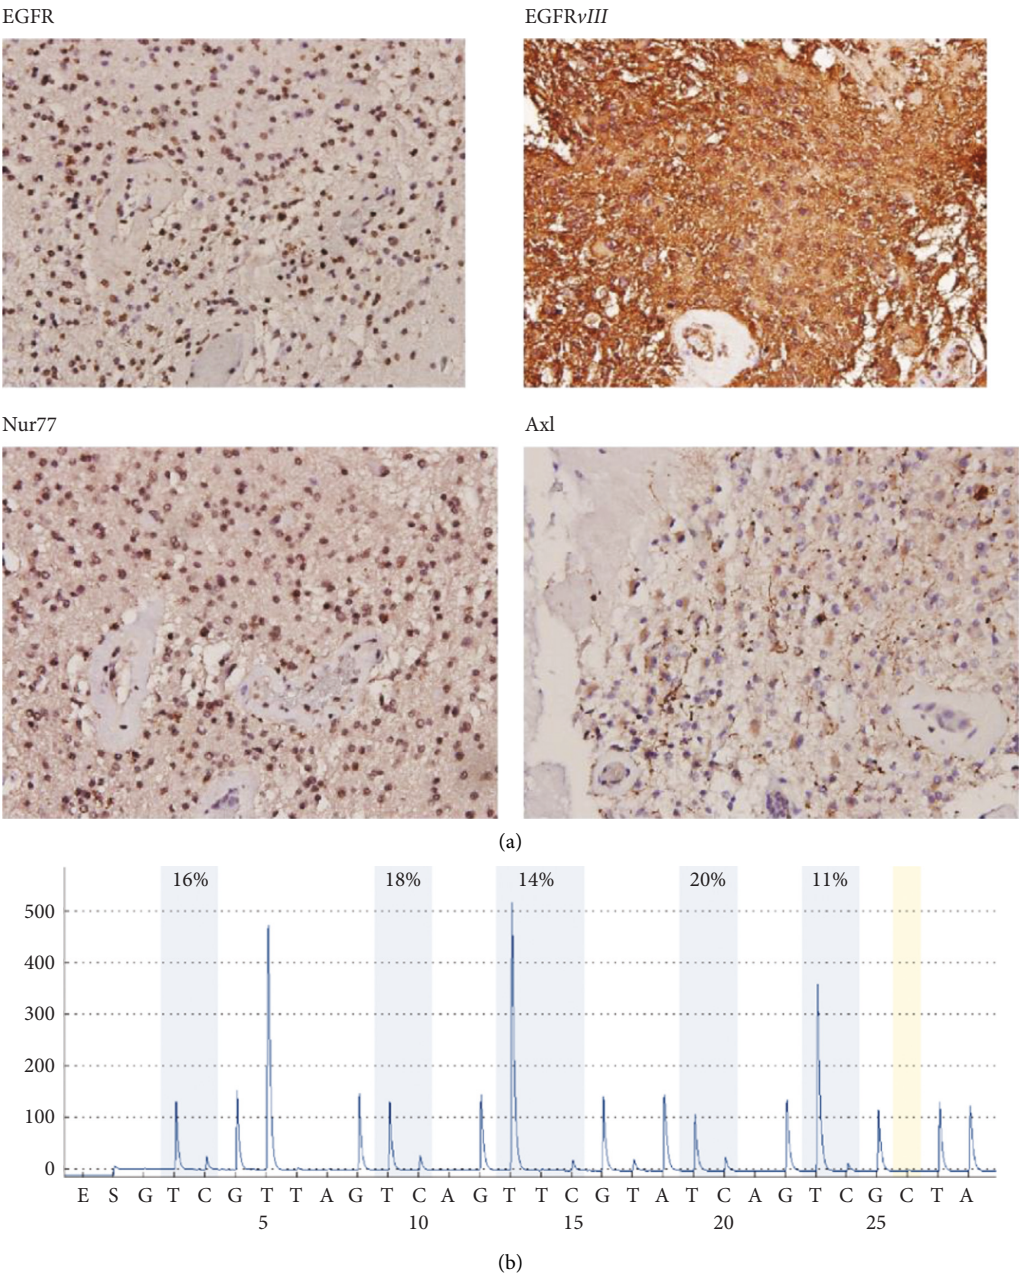 EGFR EGFRvIII
Nur77 Axl
(a)
16% 18% 14% 20% 11%
500
400
300
200
100
0
E S G T C G T T A G T C A G T T C G T A T C A G T C G C T A
5 10 15 20 25
(b)